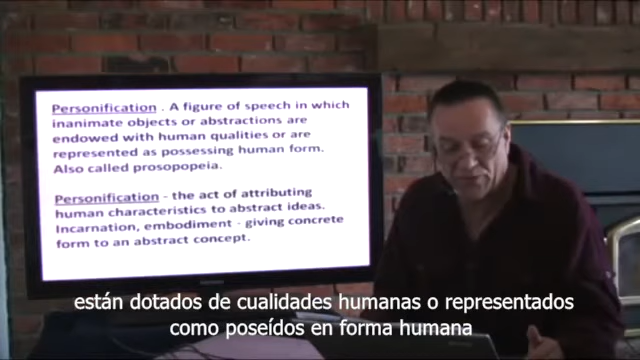 Personification . A figure of speech in which
inanimate objects or abstractions are
endowed with human qualities or are
represented as possessing human form.
Also called prosopopeia.
Personification - the act of attributing
human characteristics to abstract ideas.
Incarnation, embodiment - giving concrete
form to an abstract concept.
están dotados de cualidades humanas o representados
como poseídos en forma humana